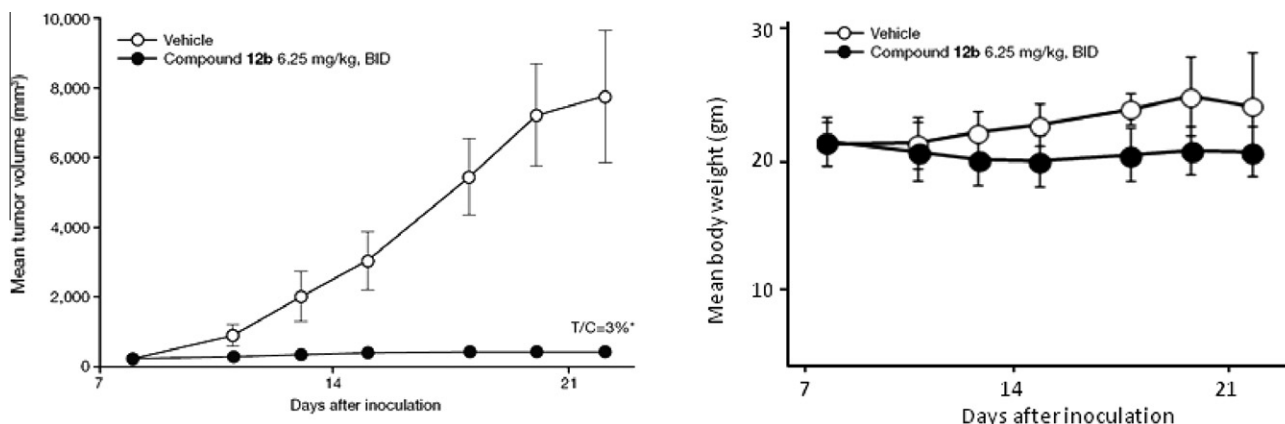 10,000
8,000
6,000
4,000
2,000
0
Mean tumor volume (mm³)
Vehicle
Compound 12b 6.25 mg/kg, BID
T/C=3%*
7
14
21
Days after inoculation
30
20
10
Mean body weight (gm)
Vehicle
Compound 12b 6.25 mg/kg, BID
7
14
21
Days after inoculation